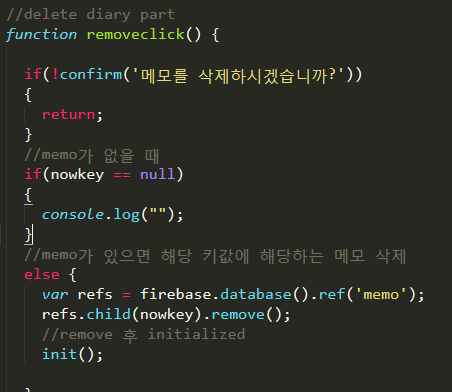 //delete diary part
function removeclick() {
if(!confirm('메모를 삭제하시겠습니까?'))
{
return;
}
//memo가 없을 때
if(nowkey == null)
{
console.log("");
}
//memo가 있으면 해당 키값에 해당하는 메모 삭제
else {
var refs = firebase.database().ref('memo');
refs.child(nowkey).remove();
//remove 후 initialized
init();
}